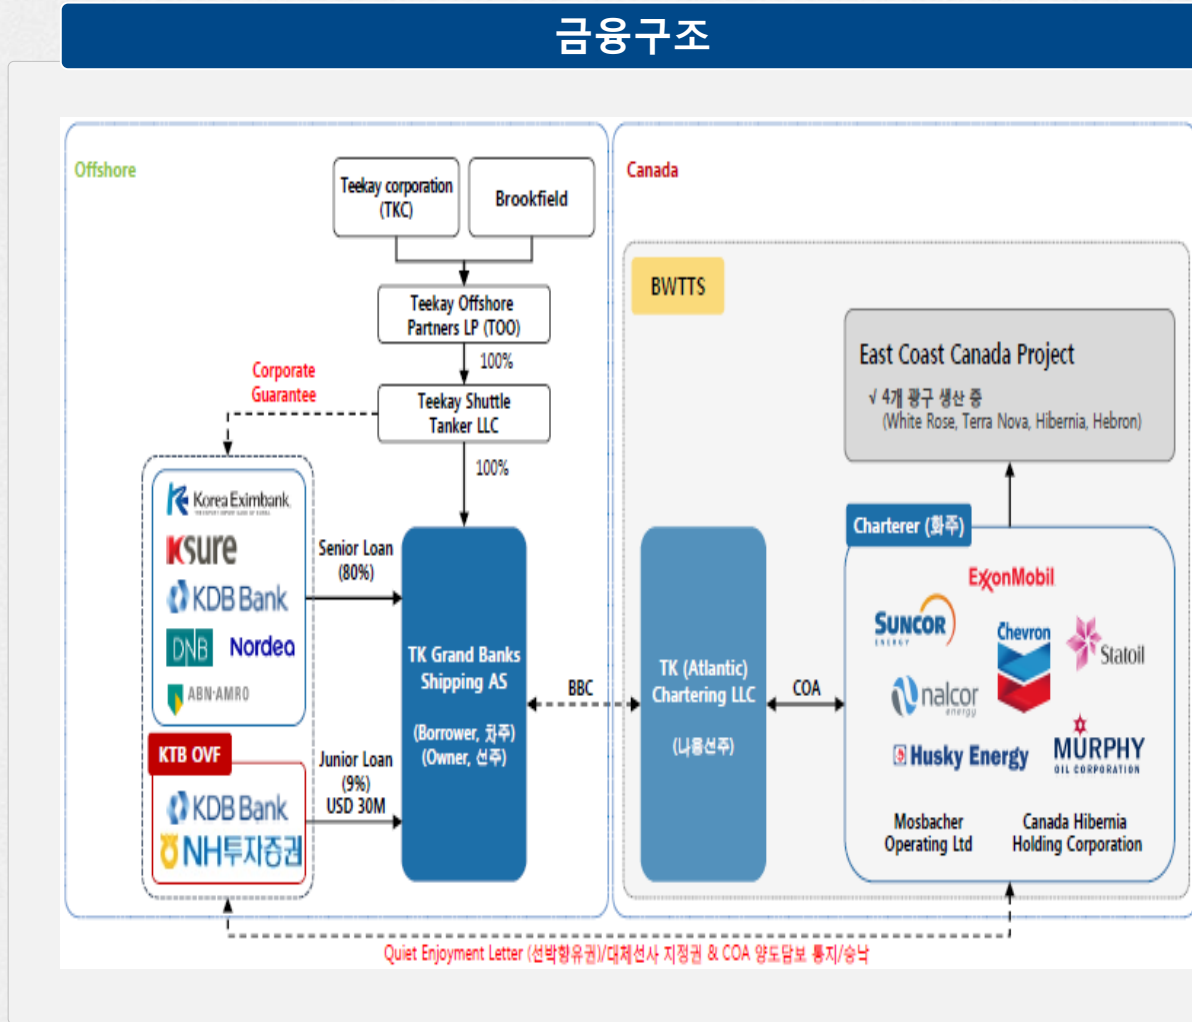 금융구조
Offshore
Teekay corporation
(TKC)
Brookfield
Teekay Offshore
Partners LP (TOO)
100%
Corporate
Guarantee
Teekay Shuttle
Tanker LLC
100%
Korea Eximbank
Ksure
KDB Bank
DNB Nordea
ABN·AMRO
Senior Loan
(80%)
KTB OVF
KDB Bank
NH투자증권
Junior Loan
(9%)
USD 30M
TK Grand Banks
Shipping AS
(Borrower, 차주)
(Owner, 선주)
BBC
Canada
BWTTS
East Coast Canada Project
√ 4개 광구 생산 중
(White Rose, Terra Nova, Hibernia, Hebron)
TK (Atlantic)
Chartering LLC
(나용선주)
COA
Charterer (화주)
ExxonMobil
SUNCOR
ENERGY
Chevron
Statoil
nalcor
energy
Husky Energy
MURPHY
OIL CORPORATION
Mosbacher
Operating Ltd
Canada Hibernia
Holding Corporation
Quiet Enjoyment Letter (선박향유권)/대체선사 지정권 & COA 양도담보 통지/승낙